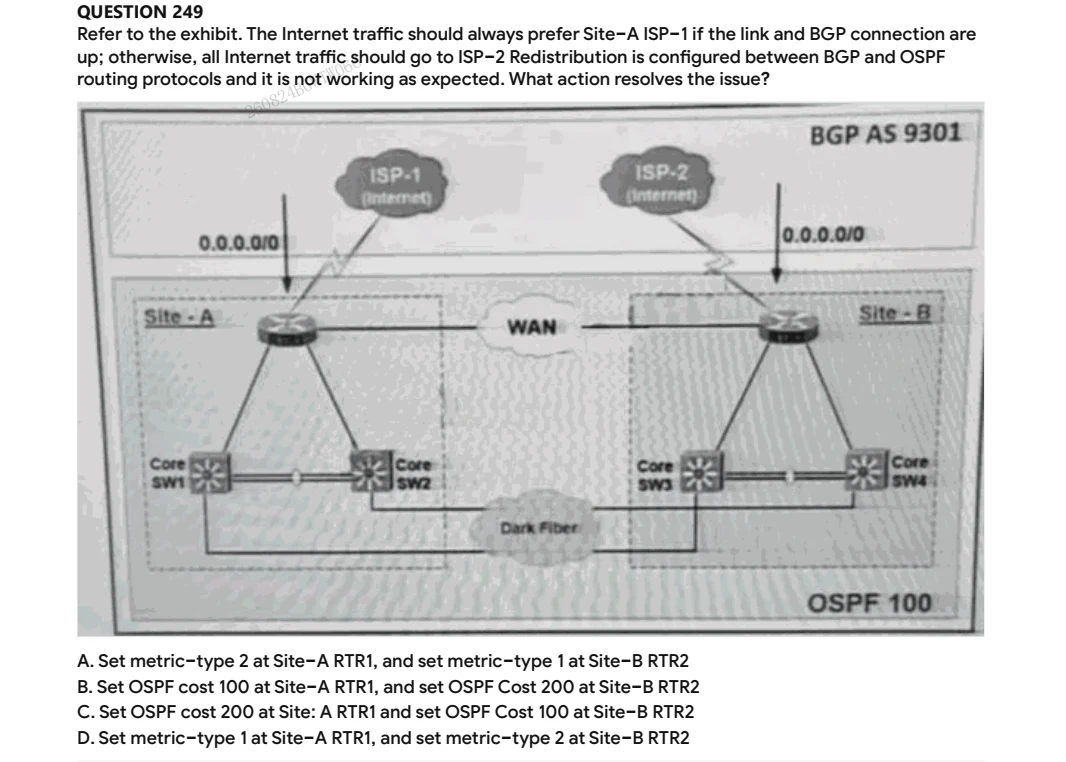 QUESTION 249
Refer to the exhibit. The Internet traffic should always prefer Site-A ISP-1 if the link and BGP connection are
up; otherwise, all Internet traffic should go to ISP-2 Redistribution is configured between BGP and OSPF
routing protocols and it is not working as expected. What action resolves the issue?
BGP AS 9301
ISP-1
(Internet)
ISP-2
(Internet)
0.0.0.0/0
0.0.0.0/0
Site - A
WAN
Site - B
Core
SW1
Core
SW2
Core
SW3
Core
SW4
Dark Fiber
OSPF 100
A. Set metric-type 2 at Site-A RTR1, and set metric-type 1 at Site-B RTR2
B. Set OSPF cost 100 at Site-A RTR1, and set OSPF Cost 200 at Site-B RTR2
C. Set OSPF cost 200 at Site: A RTR1 and set OSPF Cost 100 at Site-B RTR2
D. Set metric-type 1 at Site-A RTR1, and set metric-type 2 at Site-B RTR2